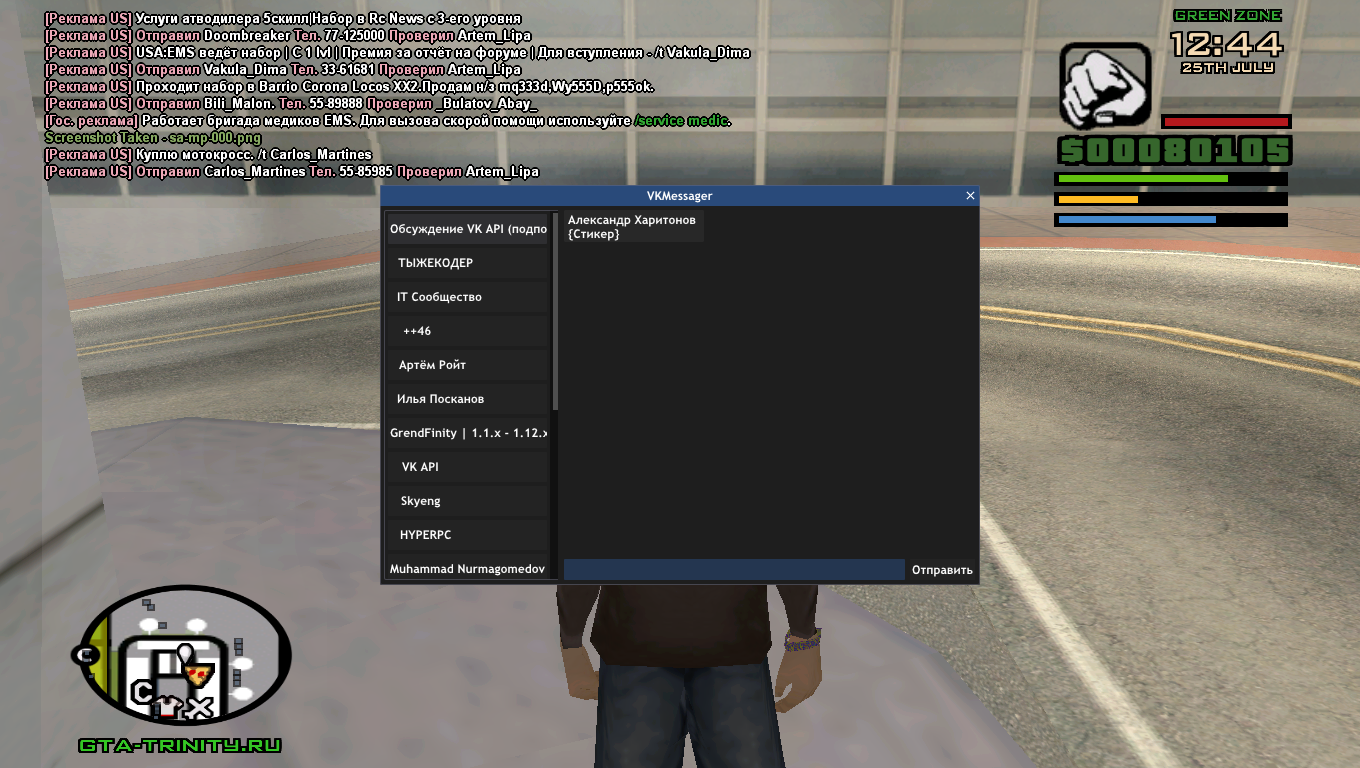 [Реклама US] Услуги атводилера 5скилл|Набор в Rc News с 3-его уровня
[Реклама US] Отправил Doombreaker Тел. 77-125000 Проверил Artem_Lipa
[Реклама US] USA:EMS ведёт набор | С 1 lvl | Премия за отчёт на форуме | Для вступления - /t Vakula_Dima
[Реклама US] Отправил Vakula_Dima Тел. 33-61681 Проверил Artem_Lipa
[Реклама US] Проходит набор в Barrio Corona Locos XX2.Продам н/з mq333d,Wy555D,p555ok.
[Реклама US] Отправил Bili_Malon. Тел. 55-89888 Проверил _Bulatov_Abay_
[Гос. реклама] Работает бригада медиков EMS. Для вызова скорой помощи используйте /service medic.
Screenshot Taken - sa-mp-000.png
[Реклама US] Куплю мотокросс. /t Carlos_Martines
[Реклама US] Отправил Carlos_Martines Тел. 55-85985 Проверил Artem_Lipa
GREEN ZONE
12:44
25TH JULY
$00080105
VKMessager
Обсуждение VK API (подпо
ТЫЖЕКОДЕР
IT Сообщество
++46
Артём Ройт
Илья Посканов
GrendFinity | 1.1.x - 1.12.x
VK API
Skyeng
HYPERPC
Muhammad Nurmagomedov
Александр Харитонов
{Стикер}
Отправить
C
GTA-TRINITY.RU